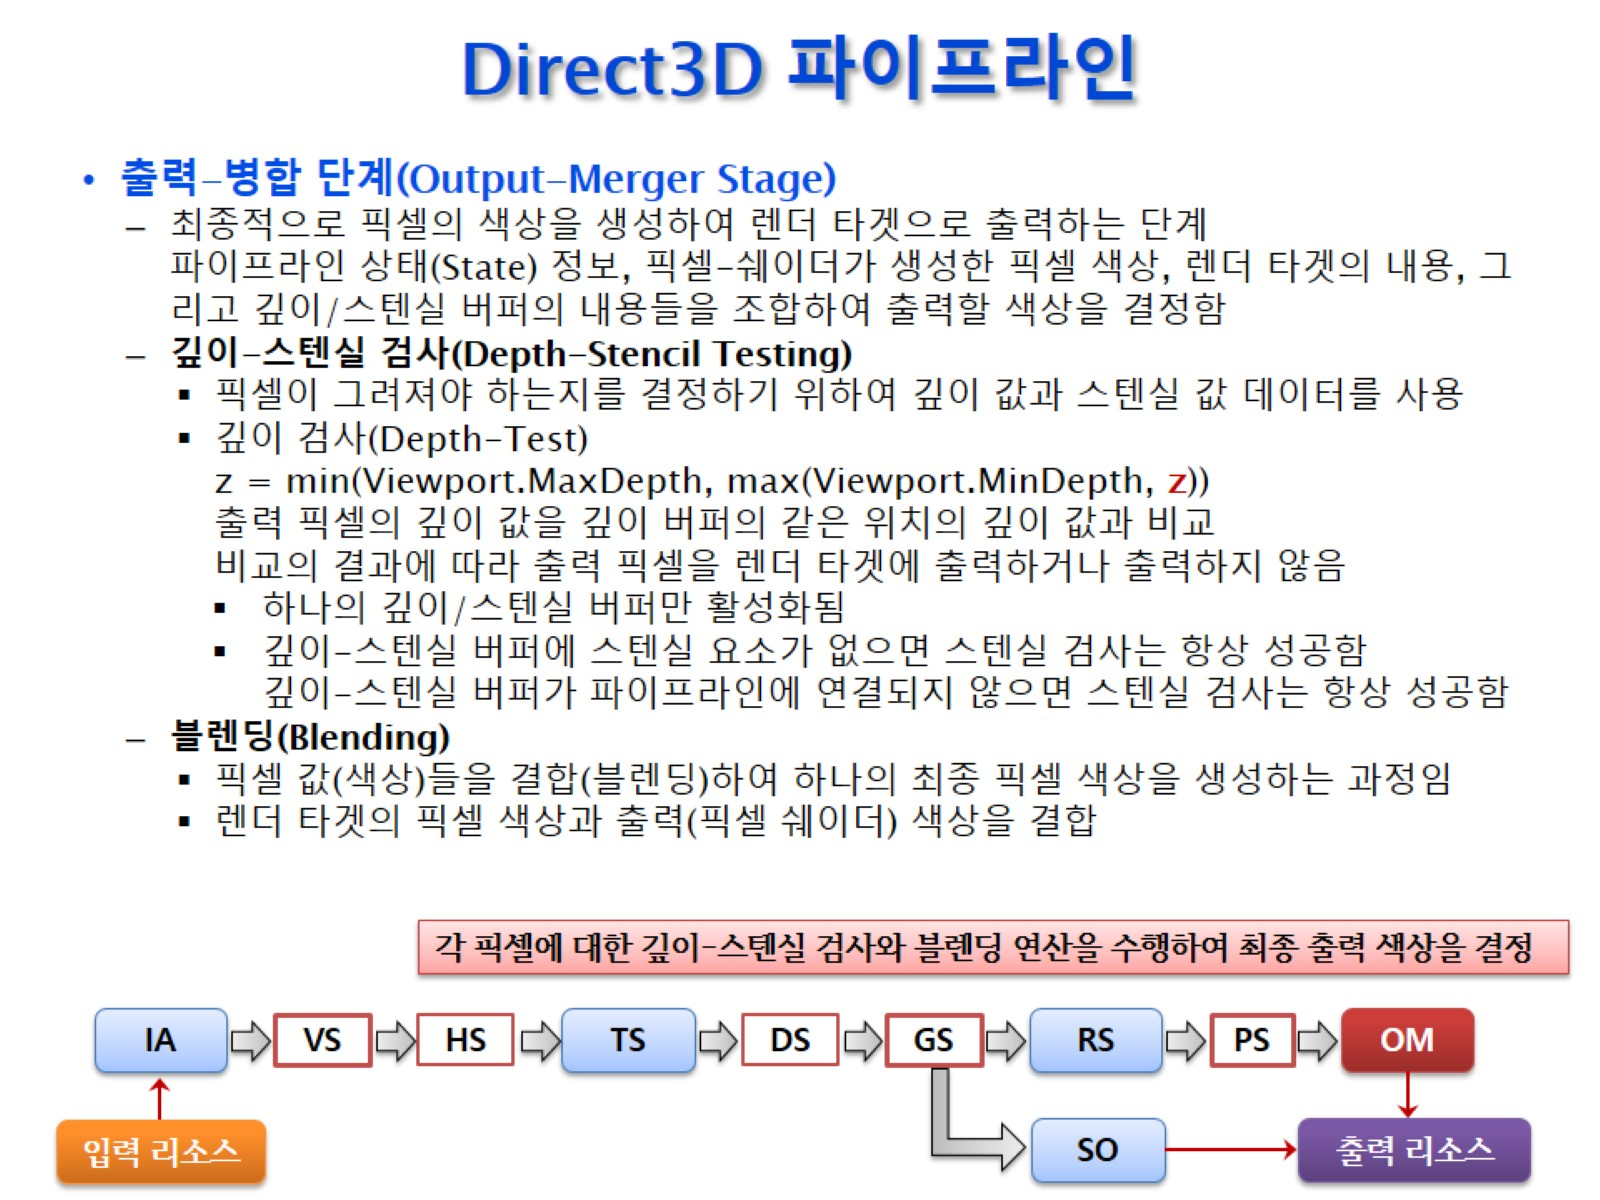 Direct3D 파이프라인
• 출력-병합 단계(Output-Merger Stage)
– 최종적으로 픽셀의 색상을 생성하여 렌더 타겟으로 출력하는 단계
파이프라인 상태(State) 정보, 픽셀-쉐이더가 생성한 픽셀 색상, 렌더 타겟의 내용, 그
리고 깊이/스텐실 버퍼의 내용들을 조합하여 출력할 색상을 결정함
– 깊이-스텐실 검사(Depth-Stencil Testing)
▪ 픽셀이 그려져야 하는지를 결정하기 위하여 깊이 값과 스텐실 값 데이터를 사용
▪ 깊이 검사(Depth-Test)
z = min(Viewport.MaxDepth, max(Viewport.MinDepth, z))
출력 픽셀의 깊이 값을 깊이 버퍼의 같은 위치의 깊이 값과 비교
비교의 결과에 따라 출력 픽셀을 렌더 타겟에 출력하거나 출력하지 않음
▪ 하나의 깊이/스텐실 버퍼만 활성화됨
▪ 깊이-스텐실 버퍼에 스텐실 요소가 없으면 스텐실 검사는 항상 성공함
깊이-스텐실 버퍼가 파이프라인에 연결되지 않으면 스텐실 검사는 항상 성공함
– 블렌딩(Blending)
▪ 픽셀 값(색상)들을 결합(블렌딩)하여 하나의 최종 픽셀 색상을 생성하는 과정임
▪ 렌더 타겟의 픽셀 색상과 출력(픽셀 쉐이더) 색상을 결합
각 픽셀에 대한 깊이-스텐실 검사와 블렌딩 연산을 수행하여 최종 출력 색상을 결정
IA VS HS TS DS GS RS PS OM
입력 리소스 SO 출력 리소스